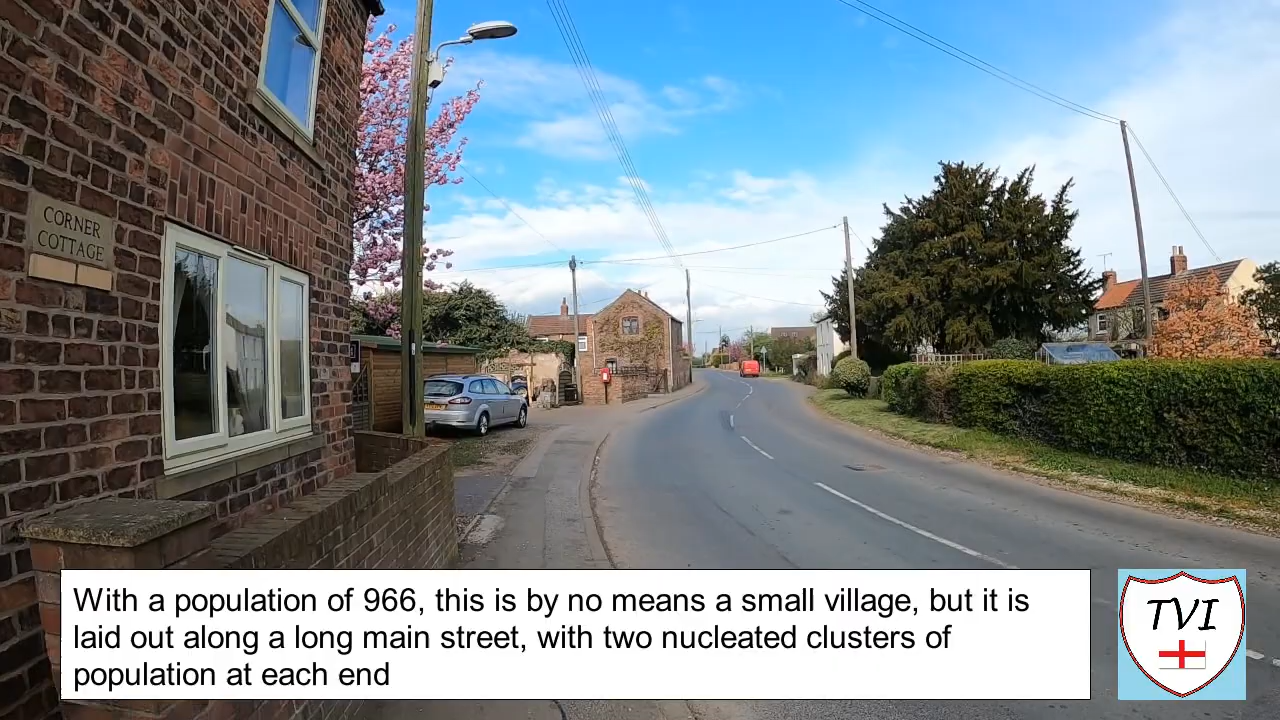 CORNER
COTTAGE
With a population of 966, this is by no means a small village, but it is
laid out along a long main street, with two nucleated clusters of
population at each end
TVI